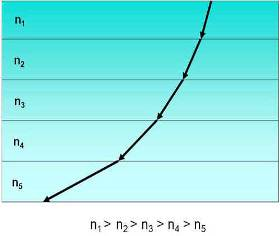 n₁
n₂
n₃
n₄
n₅
n₁ > n₂ > n₃ > n₄ > n₅